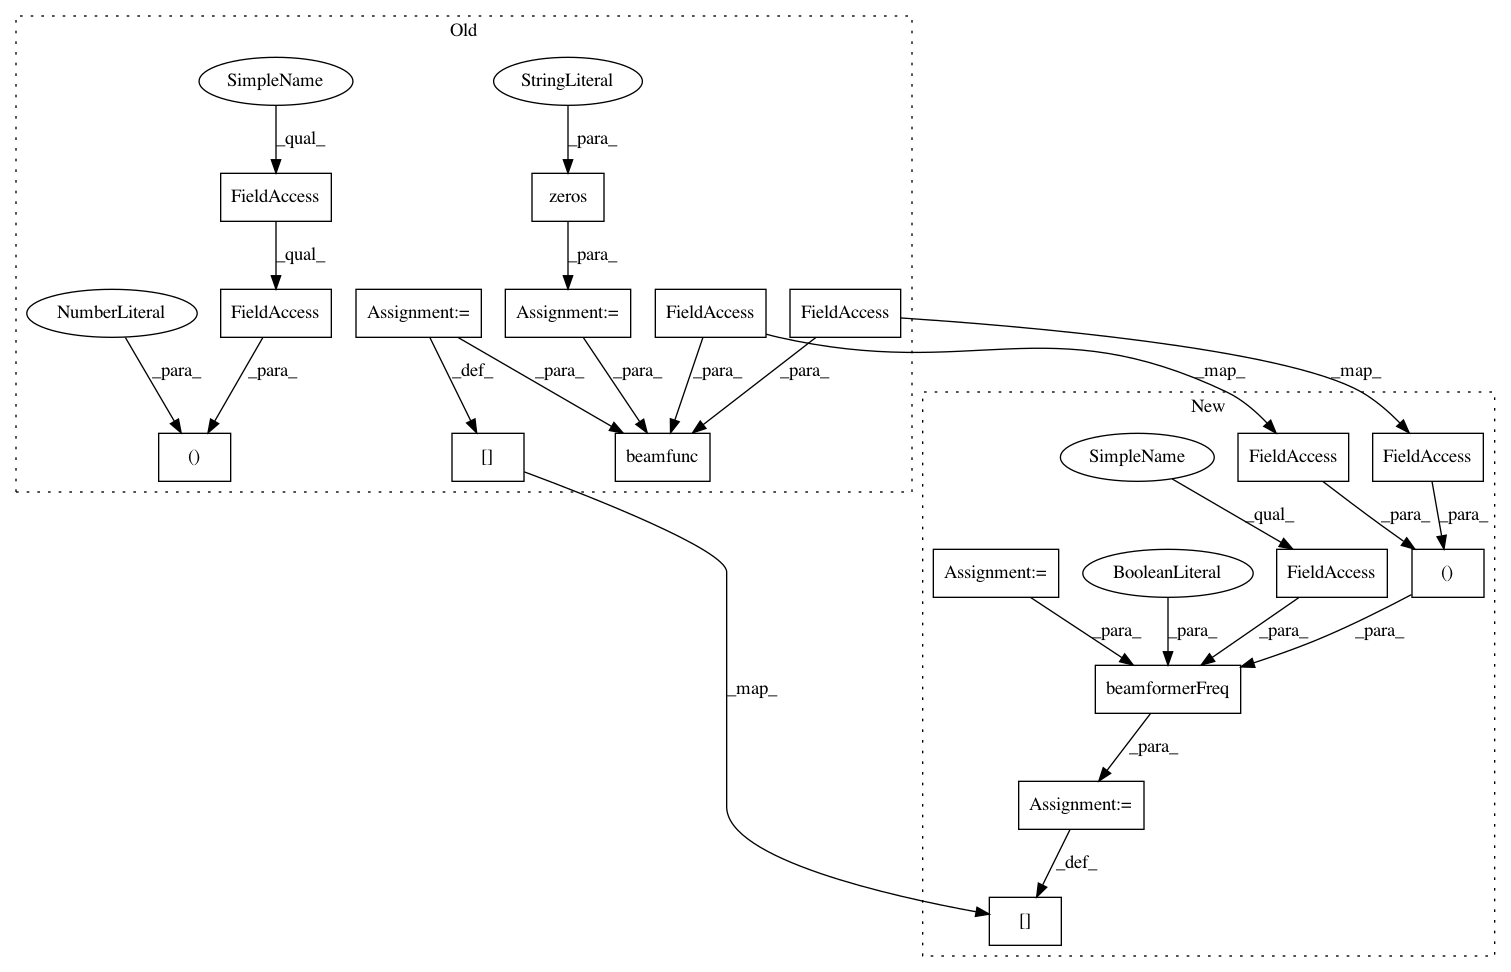 Old
SimpleName
StringLiteral
_qual_
_para_
FieldAccess
zeros
_qual_
_para_
NumberLiteral
FieldAccess
Assignment:=
Assignment:=
FieldAccess
FieldAccess
_para_
_para_
_def_
_para_
_para_
_para_
_para_
_map_
_map_
New
()
[]
beamfunc
SimpleName
FieldAccess
FieldAccess
_qual_
_para_
_para_
Assignment:=
BooleanLiteral
FieldAccess
()
_para_
_para_
_para_
_para_
_map_
beamformerFreq
_para_
Assignment:=
_def_
[]